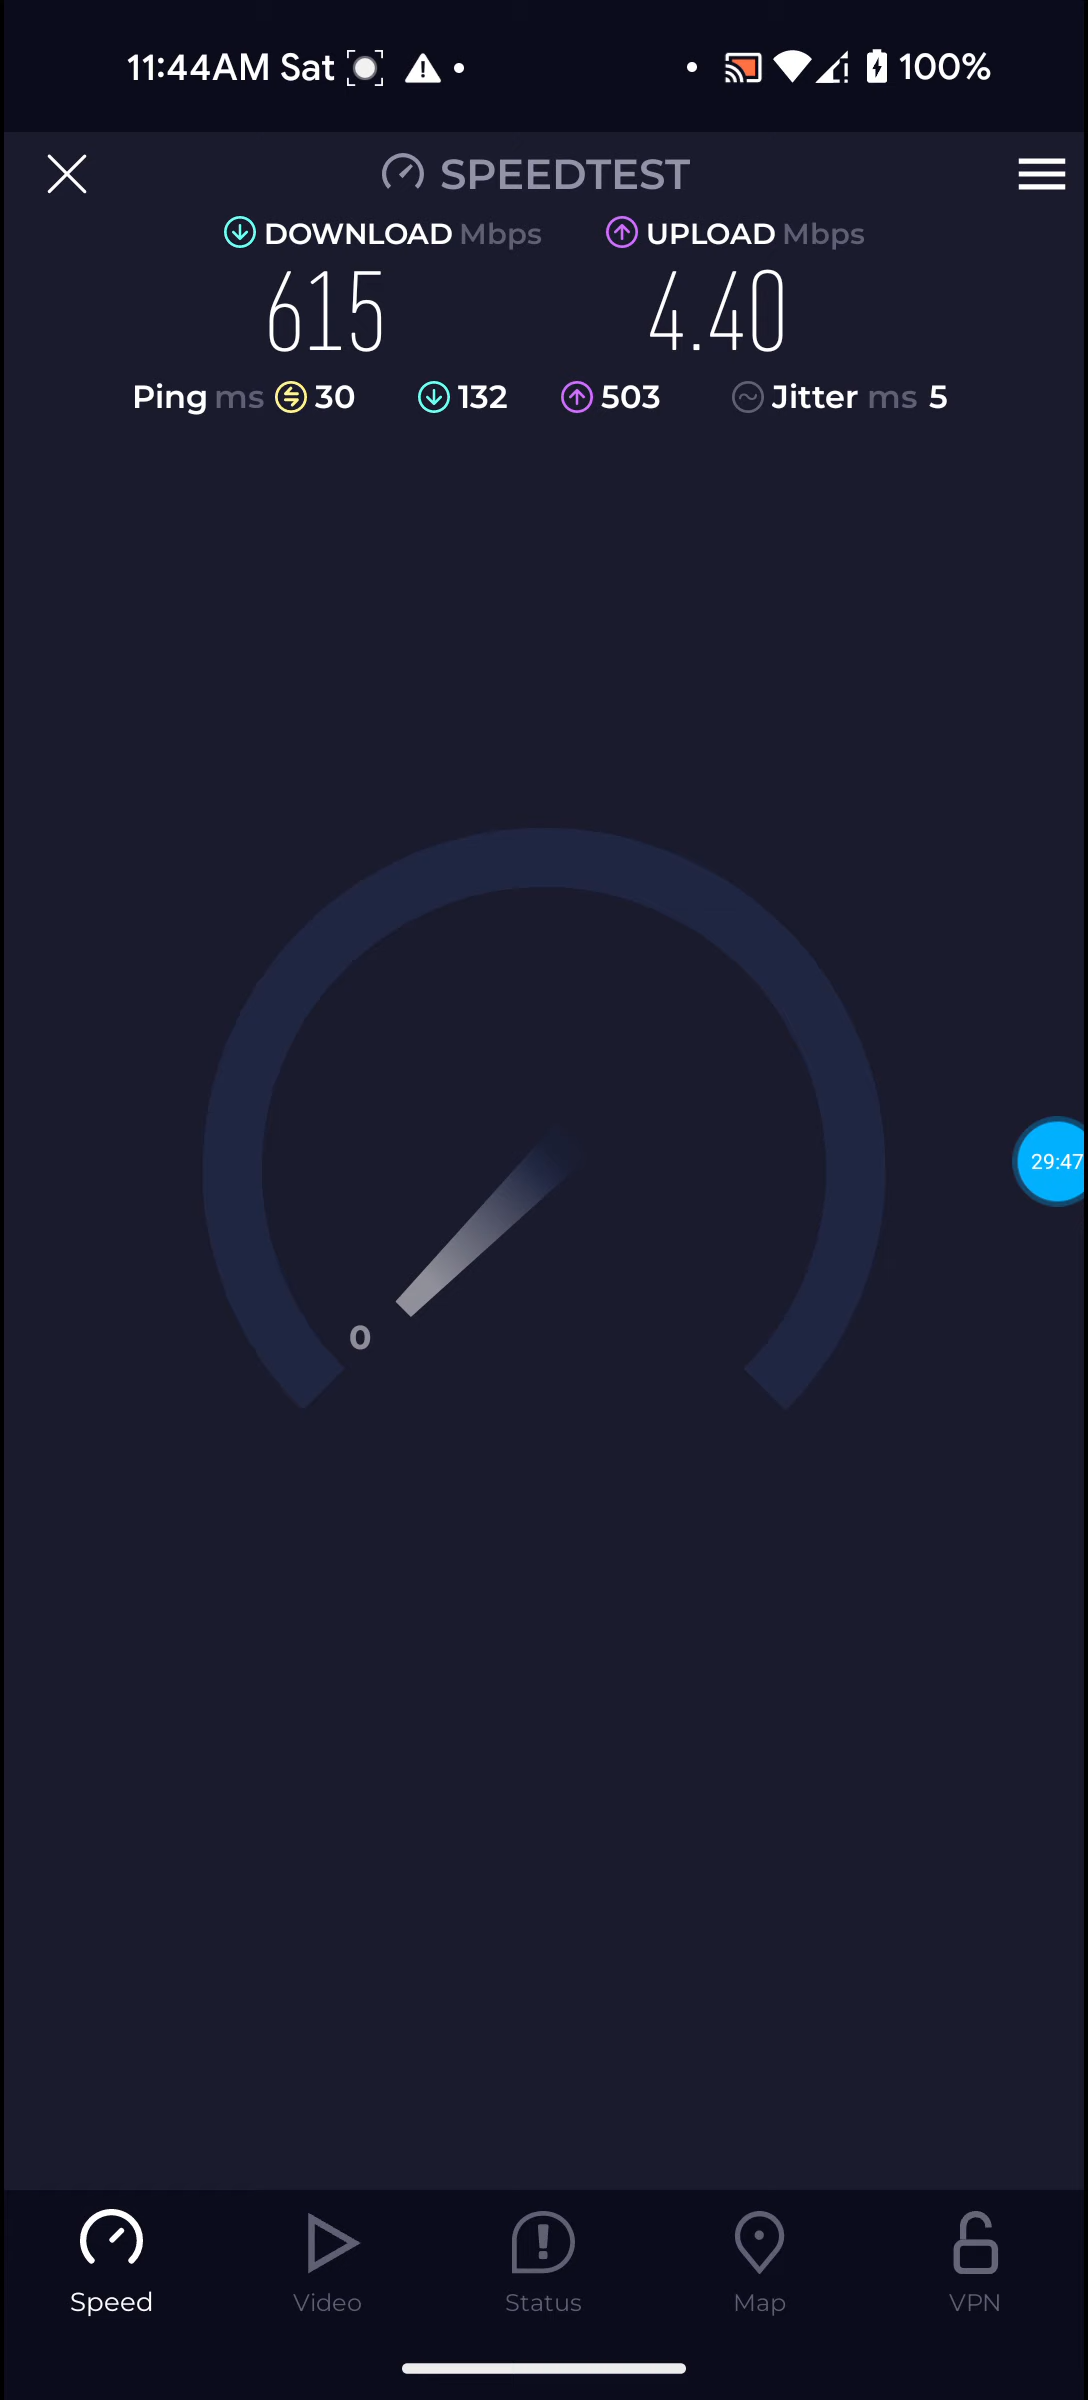 11:44AM Sat 100%
SPEEDTEST
DOWNLOAD Mbps UPLOAD Mbps
615 4.40
Ping ms 30 132 503 Jitter ms 5
29:47
0
Speed Video Status Map VPN